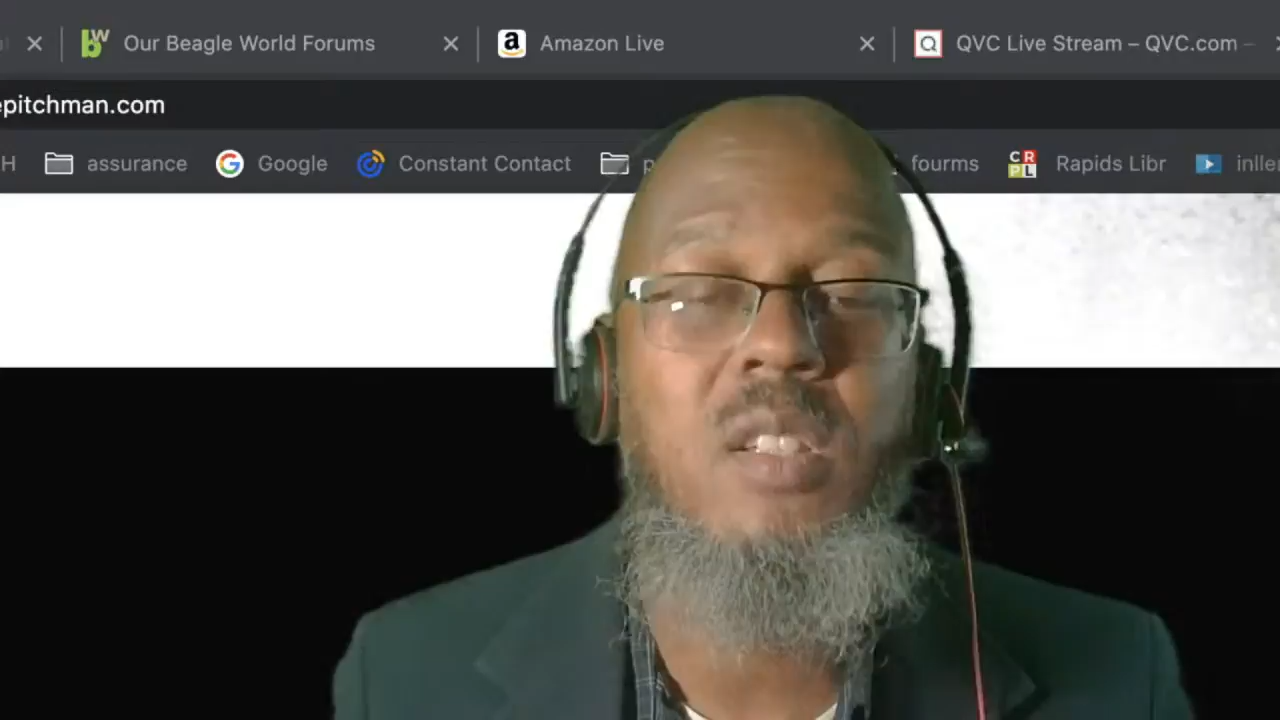 Our Beagle World Forums Amazon Live QVC Live Stream – QVC.com –
epitchman.com
H assurance Google Constant Contact fourms CR PL Rapids Libr